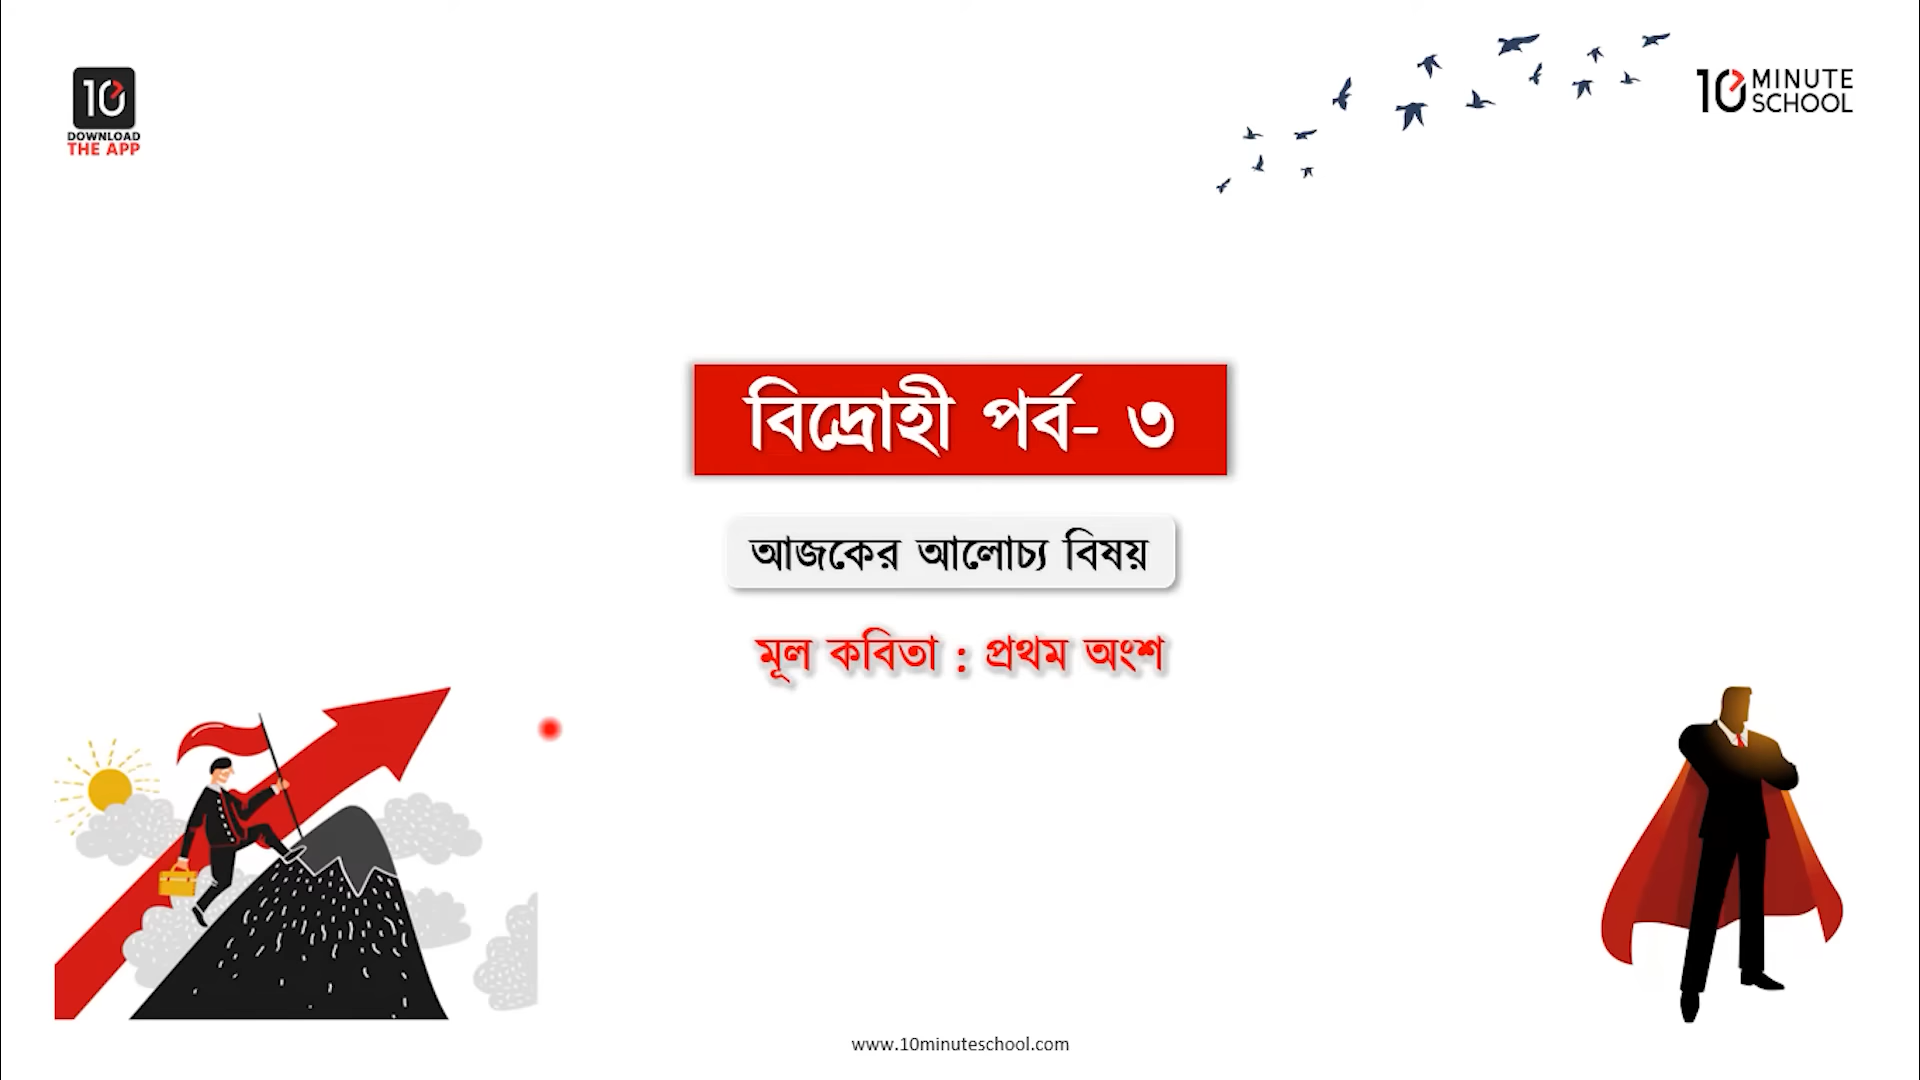 10
DOWNLOAD
THE APP
10 MINUTE
SCHOOL
বিদ্রোহী পর্ব- ৩
আজকের আলোচ্য বিষয়
মূল কবিতা : প্রথম অংশ
www.10minuteschool.com